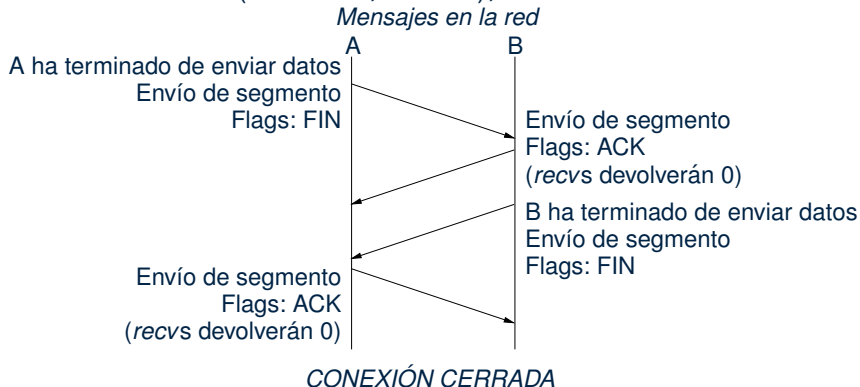 Mensajes en la red
A B
A ha terminado de enviar datos
Envío de segmento
Flags: FIN
Envío de segmento
Flags: ACK
(recvs devolverán 0)
B ha terminado de enviar datos
Envío de segmento
Flags: FIN
Envío de segmento
Flags: ACK
(recvs devolverán 0)
CONEXIÓN CERRADA